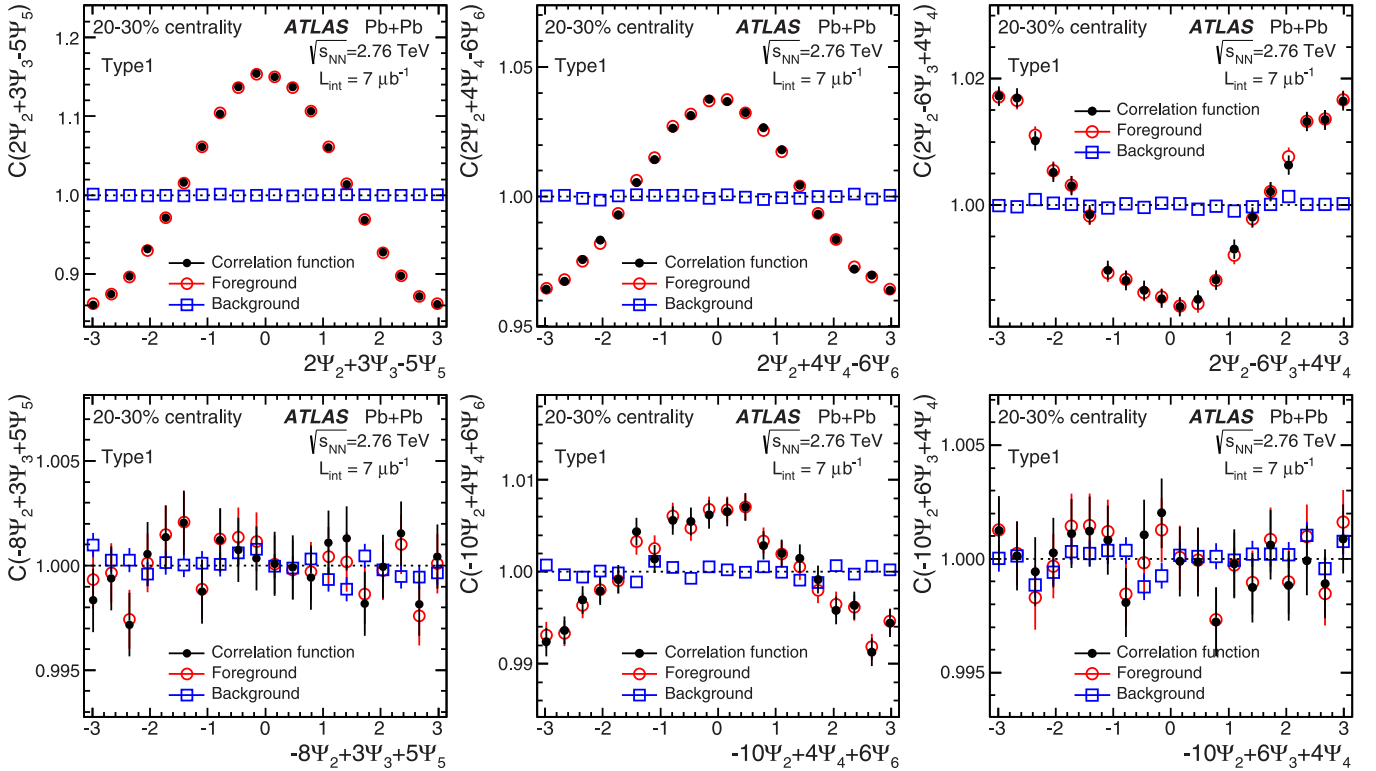 C(2Ψ₂+3Ψ₃-5Ψ₅)
20-30% centrality ATLAS Pb+Pb
√sNN=2.76 TeV
Type1
Lint = 7 μb⁻¹
1.2
1.1
1.0
0.9
Correlation function
Foreground
Background
-3 -2 -1 0 1 2 3
2Ψ₂+3Ψ₃-5Ψ₅
C(2Ψ₂+4Ψ₄-6Ψ₆)
20-30% centrality ATLAS Pb+Pb
√sNN=2.76 TeV
Type1
Lint = 7 μb⁻¹
1.05
1.00
0.95
Correlation function
Foreground
Background
-3 -2 -1 0 1 2 3
2Ψ₂+4Ψ₄-6Ψ₆
C(2Ψ₂-6Ψ₃+4Ψ₄)
20-30% centrality ATLAS Pb+Pb
√sNN=2.76 TeV
Type1
Lint = 7 μb⁻¹
1.02
1.00
Correlation function
Foreground
Background
-3 -2 -1 0 1 2 3
2Ψ₂-6Ψ₃+4Ψ₄
C(-8Ψ₂+3Ψ₃+5Ψ₅)
20-30% centrality ATLAS Pb+Pb
√sNN=2.76 TeV
Type1
Lint = 7 μb⁻¹
1.005
1.000
0.995
Correlation function
Foreground
Background
-3 -2 -1 0 1 2 3
-8Ψ₂+3Ψ₃+5Ψ₅
C(-10Ψ₂+4Ψ₄+6Ψ₆)
20-30% centrality ATLAS Pb+Pb
√sNN=2.76 TeV
Type1
Lint = 7 μb⁻¹
1.01
1.00
0.99
Correlation function
Foreground
Background
-3 -2 -1 0 1 2 3
-10Ψ₂+4Ψ₄+6Ψ₆
C(-10Ψ₂+6Ψ₃+4Ψ₄)
20-30% centrality ATLAS Pb+Pb
√sNN=2.76 TeV
Type1
Lint = 7 μb⁻¹
1.005
1.000
0.995
Correlation function
Foreground
Background
-3 -2 -1 0 1 2 3
-10Ψ₂+6Ψ₃+4Ψ₄